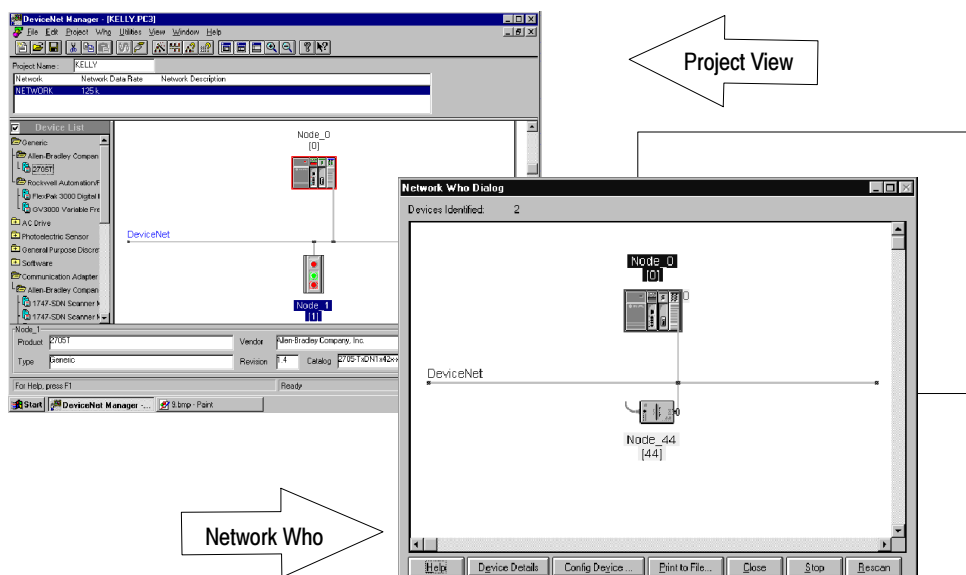 DeviceNet Manager - [KELLY.PC3]
File Edit Project Who Utilities View Window Help
Project Name: KELLY
Network Network Data Rate Network Description
NETWORK 125 k
Device List
Generic
Allen-Bradley Compan
2705T
Rockwell Automation/F
FlexPak 3000 Digital I
GV3000 Variable Fre
AC Drive
Photoelectric Sensor
General Purpose Discret
Software
Communication Adapter
Allen-Bradley Compan
1747-SDN Scanner M
1747-SDN Scanner M
Node_0
[0]
DeviceNet
Node_1
[1]
Node_1
Product 2705T Vendor Allen-Bradley Company, Inc.
Type Generic Revision 1.4 Catalog 2705-TxDN1x42x-x
For Help, press F1 Ready
Start DeviceNet Manager -... 9.bmp - Paint
Project View
Network Who Dialog
Devices Identified: 2
Node_0
[0]
DeviceNet
Node_44
[44]
Help Device Details Config Device ... Print to File... Close Stop Rescan
Network Who